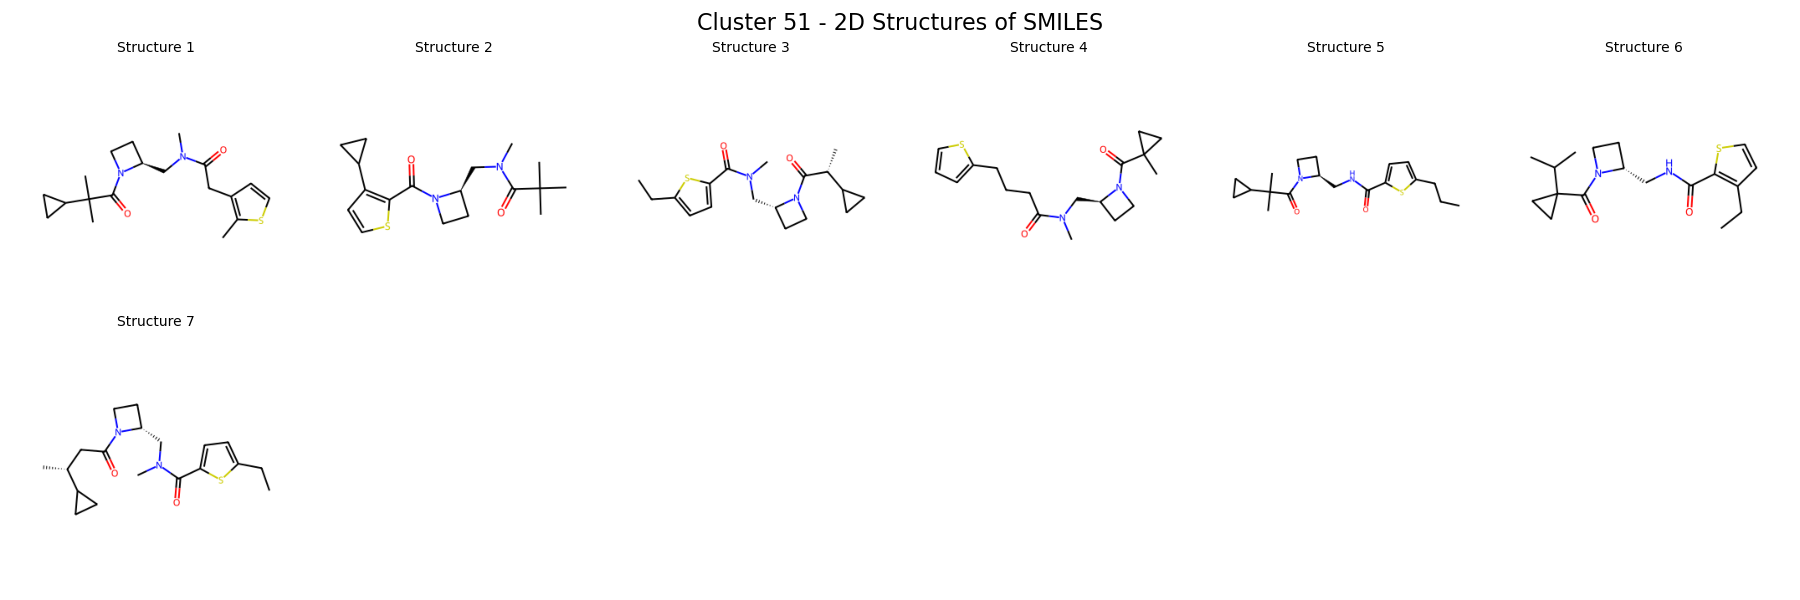 Cluster 51 - 2D Structures of SMILES
Structure 1
Structure 2
Structure 3
Structure 4
Structure 5
Structure 6
N
N
O
O
S
O
S
N
N
O
S
O
N
N
O
S
O
N
N
O
O
N
O
N
H
O
S
N
O
N
H
O
S
Structure 7
N
O
N
O
S